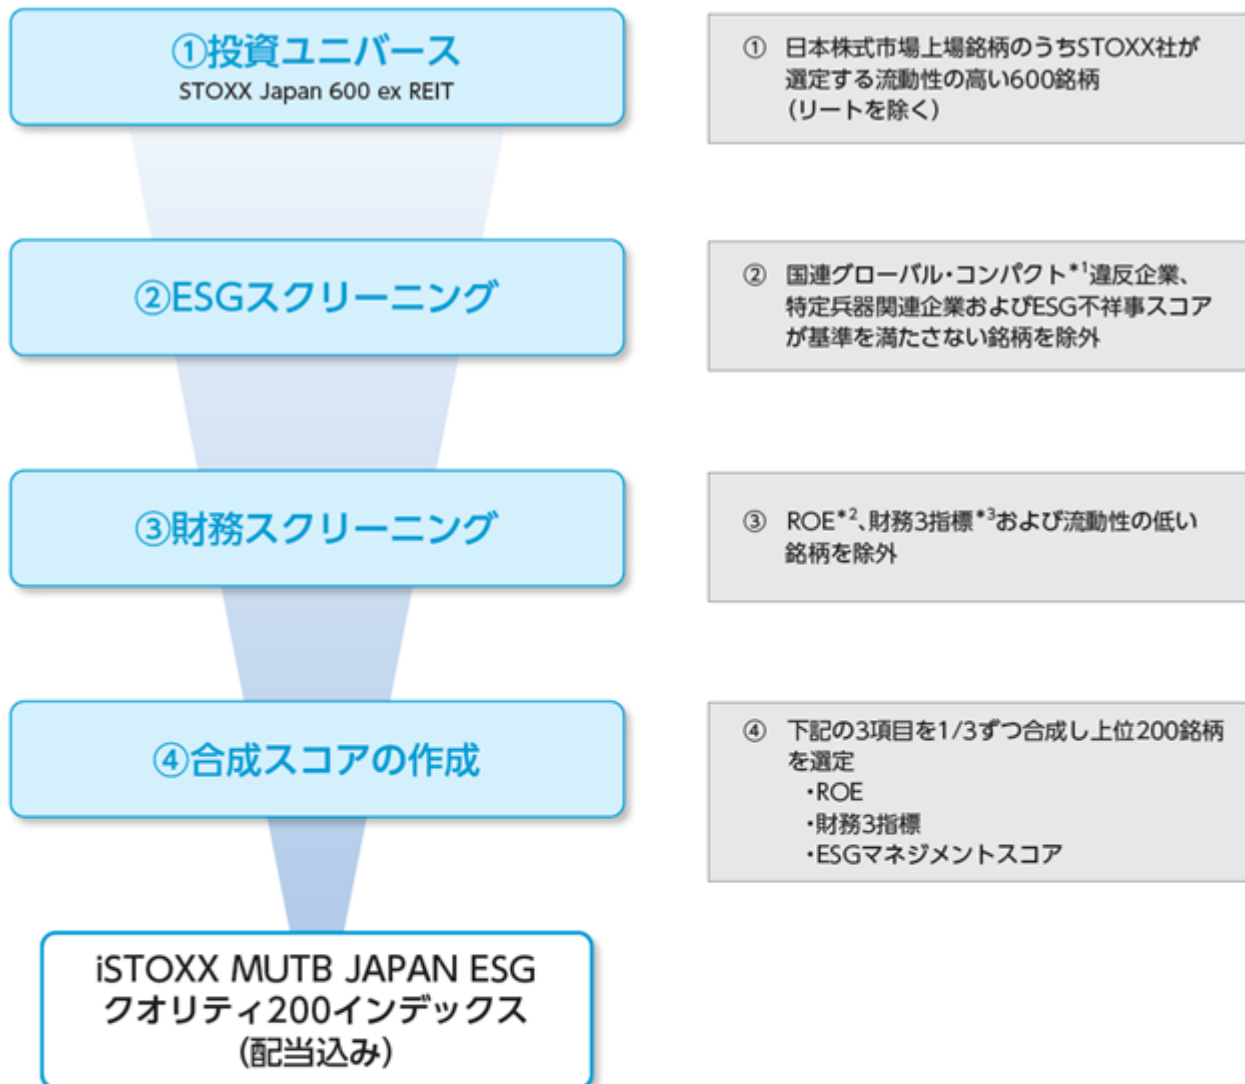 ①投資ユニバース
STOXX Japan 600 ex REIT
① 日本株式市場上場銘柄のうちSTOXX社が
選定する流動性の高い600銘柄
(リートを除く)
②ESGスクリーニング
② 国連グローバル・コンパクト*1違反企業、
特定兵器関連企業およびESG不祥事スコア
が基準を満たさない銘柄を除外
③財務スクリーニング
③ ROE*2、財務3指標*3および流動性の低い
銘柄を除外
④合成スコアの作成
④ 下記の3項目を1/3ずつ合成し上位200銘柄
を選定
・ROE
・財務3指標
・ESGマネジメントスコア
iSTOXX MUTB JAPAN ESG
クオリティ200インデックス
(配当込み)